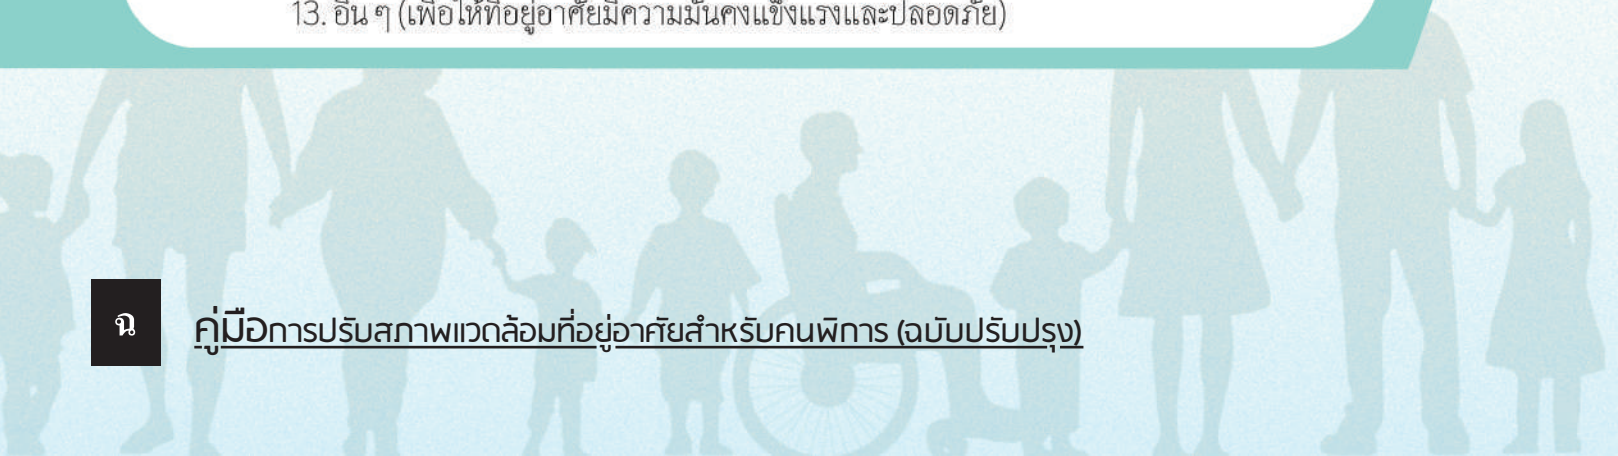 13. อื่น ๆ (เพื่อให้ที่อยู่อาศัยมีความมั่นคงแข็งแรงและปลอดภัย)
ฉ
คู่มือการปรับสภาพแวดล้อมที่อยู่อาศัยสำหรับคนพิการ (ฉบับปรับปรุง)